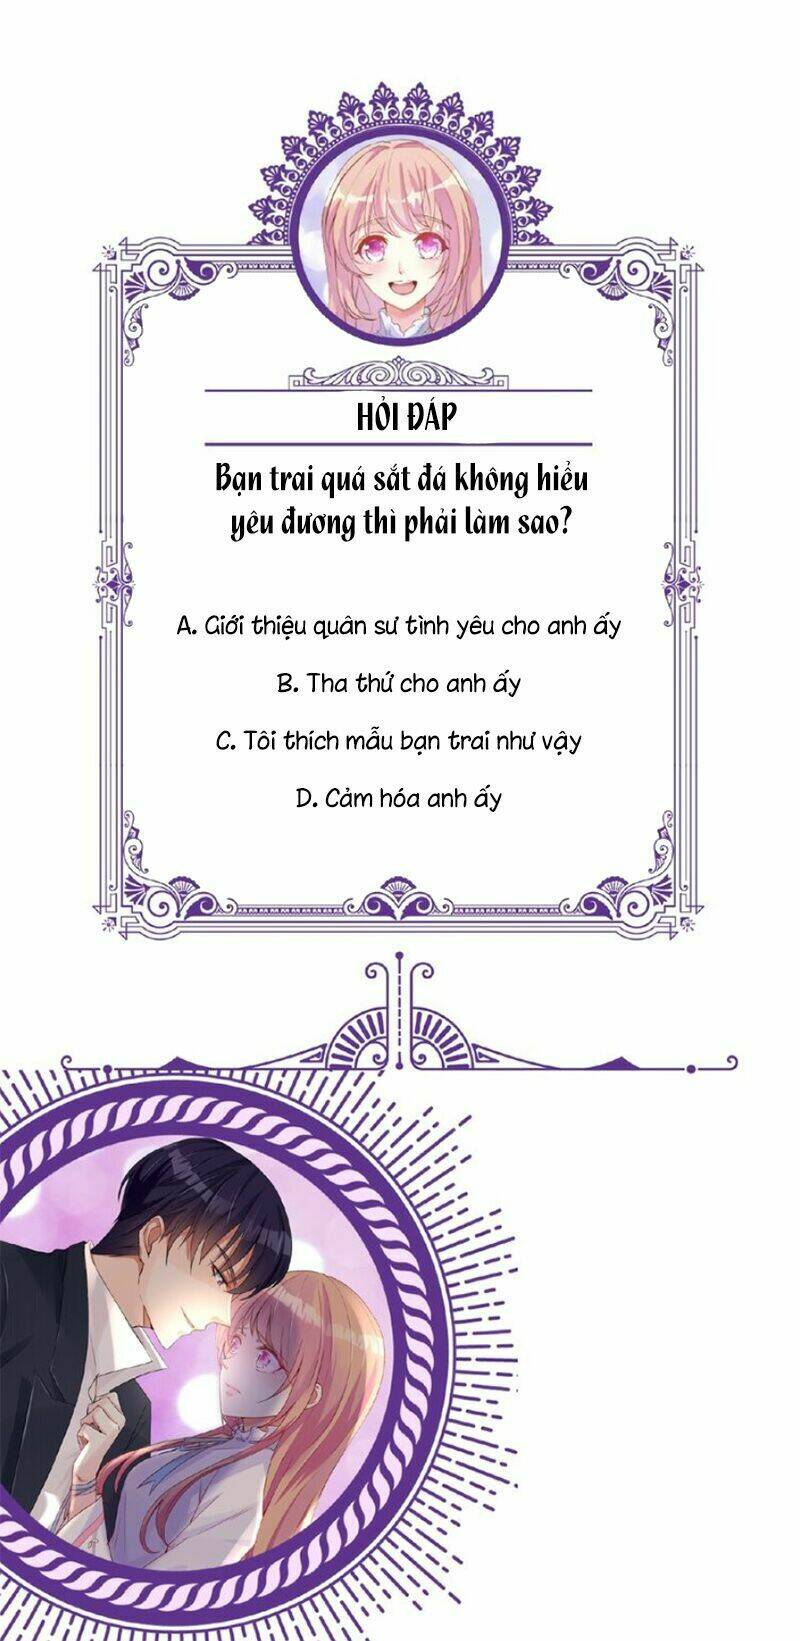 HỎI ĐÁP
Bạn trai quá sắt đá không hiểu
yêu đương thì phải làm sao?
A. Giới thiệu quân sư tình yêu cho anh ấy
B. Tha thứ cho anh ấy
C. Tôi thích mẫu bạn trai như vậy
D. Cảm hóa anh ấy